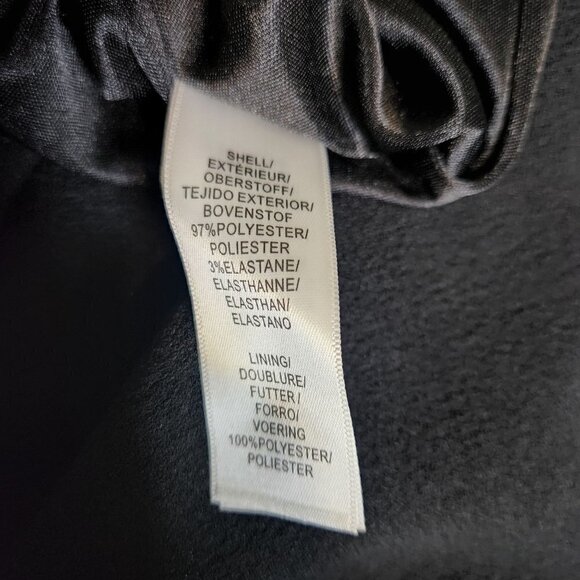 SHELL/
EXTÉRIEUR/
OBERSTOFF/
TEJIDO EXTERIOR/
BOVENSTOF
97%POLYESTER/
POLIESTER
3%ELASTANE/
ELASTHANNE/
ELASTHAN/
ELASTANO
LINING/
DOUBLURE/
FUTTER/
FORRO/
VOERING
100%POLYESTER/
POLIESTER